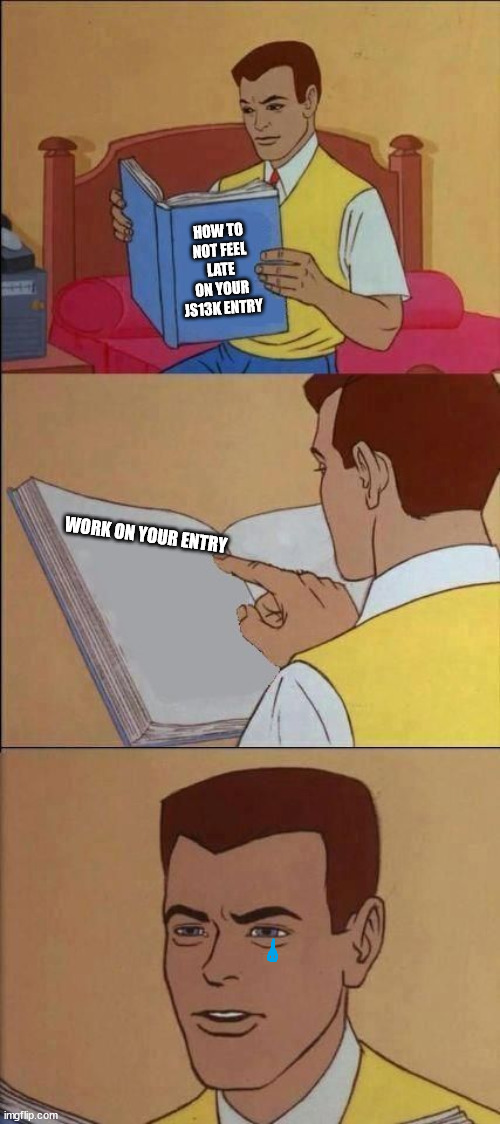 HOW TO
NOT FEEL
LATE
ON YOUR
JS13K ENTRY
WORK ON YOUR ENTRY
imgflip.com